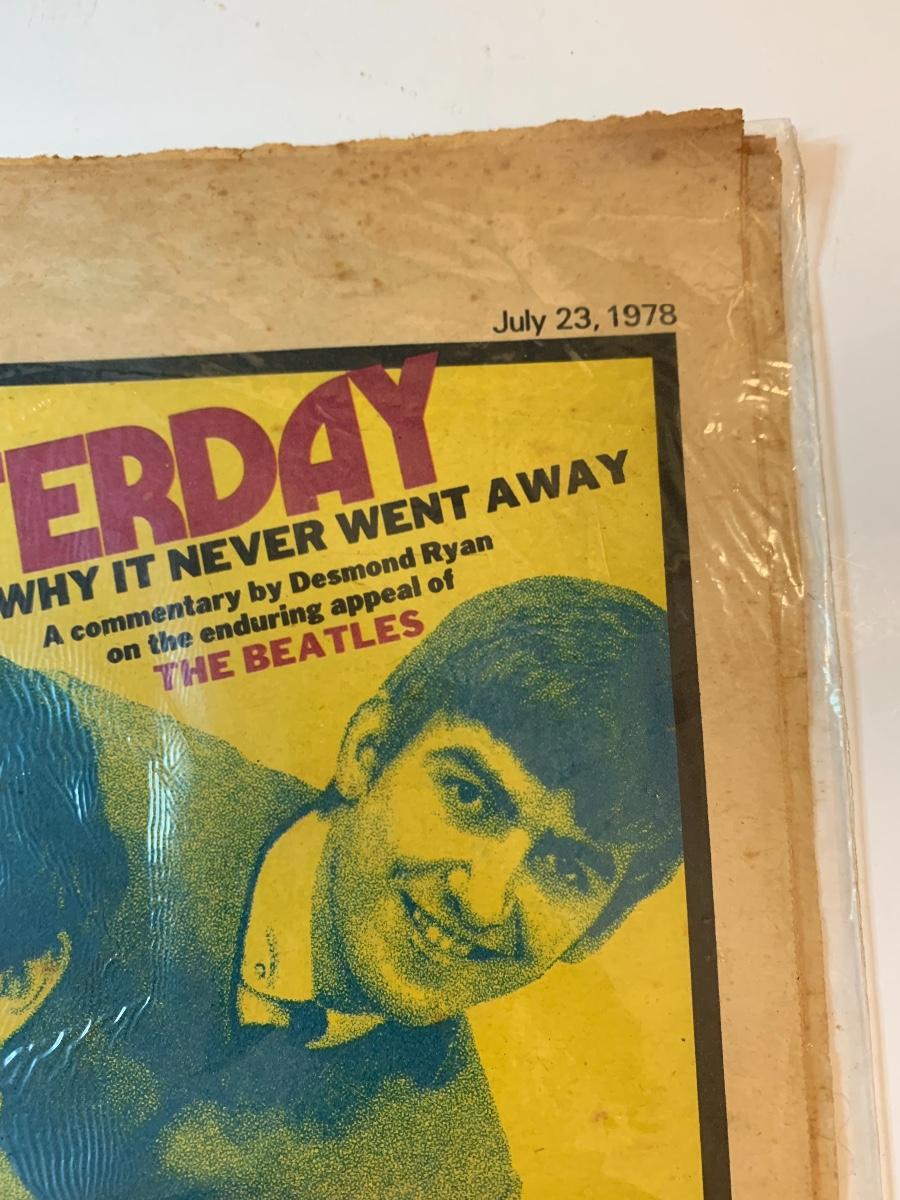 July 23, 1978
TERDAY
WHY IT NEVER WENT AWAY
A commentary by Desmond Ryan
on the enduring appeal of
THE BEATLES